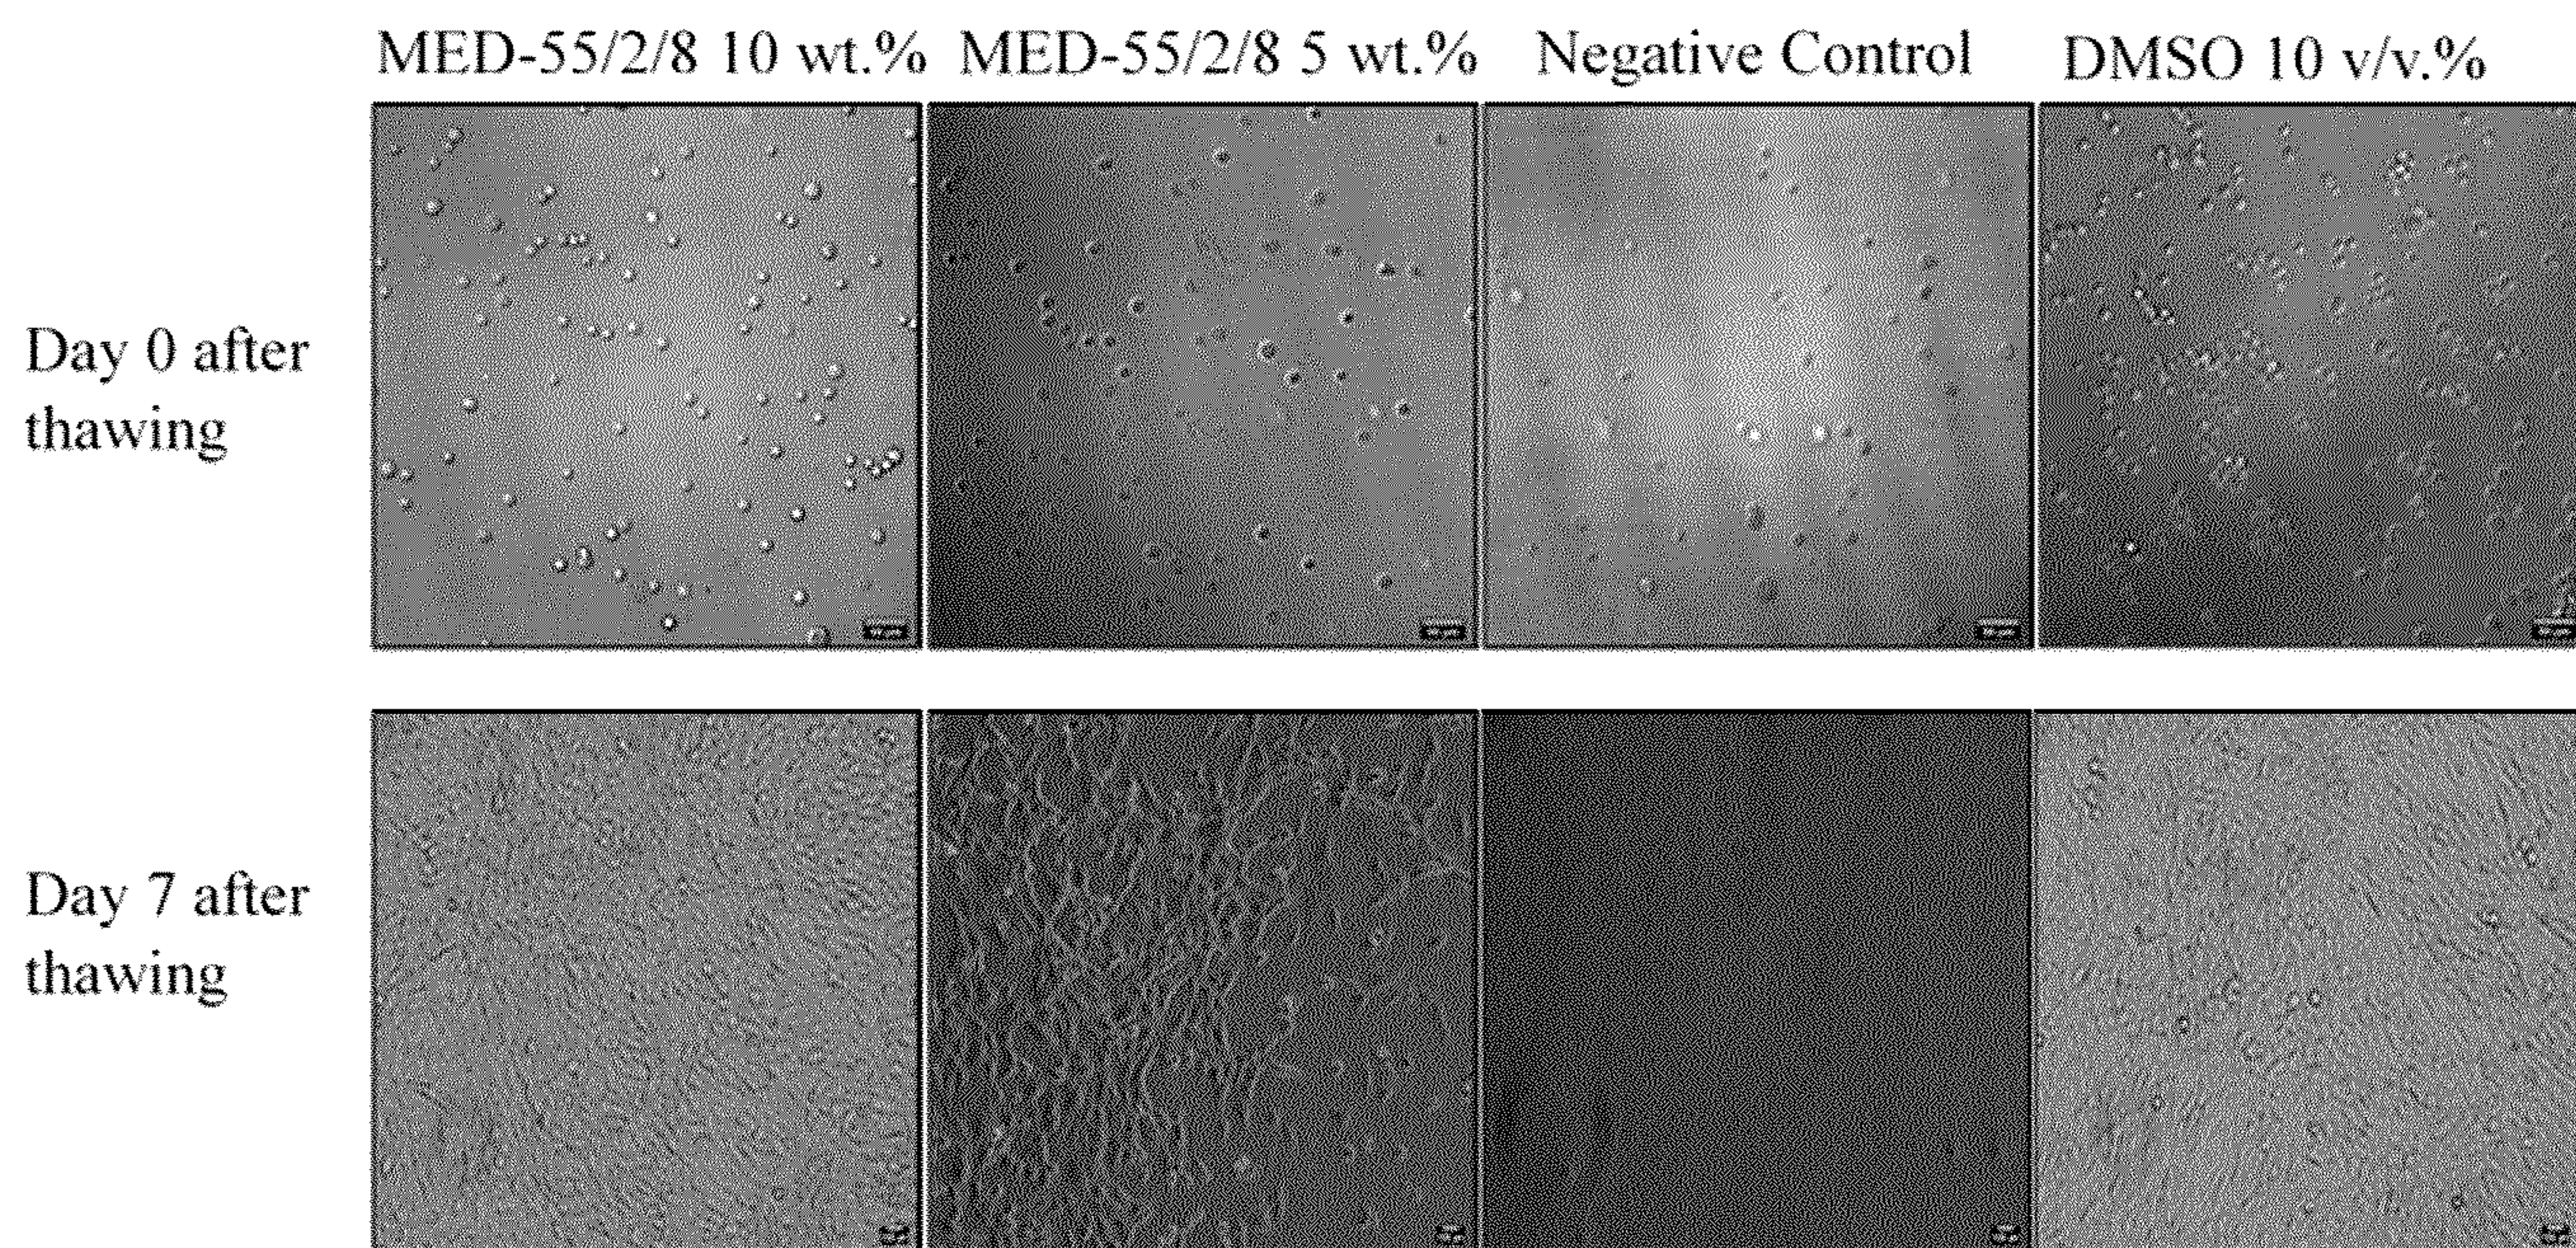 MED-55/2/8 10 wt.% MED-55/2/8 5 wt.% Negative Control DMSO 10 v/v.%
Day 0 after
thawing
Day 7 after
thawing